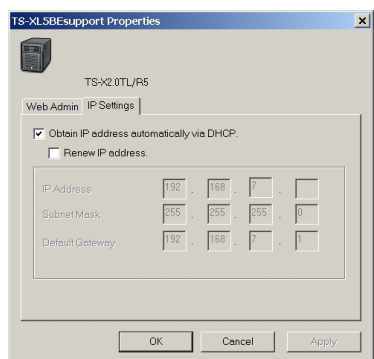 TS-XL5BEsupport Properties
TS-X2.0TL/R5
Web Admin IP Settings
Obtain IP address automatically via DHCP.
Renew IP address.
IP Address 192 . 168 . 7 .
Subnet Mask 255 . 255 . 255 . 0
Default Gateway 192 . 168 . 7 . 1
OK Cancel Apply